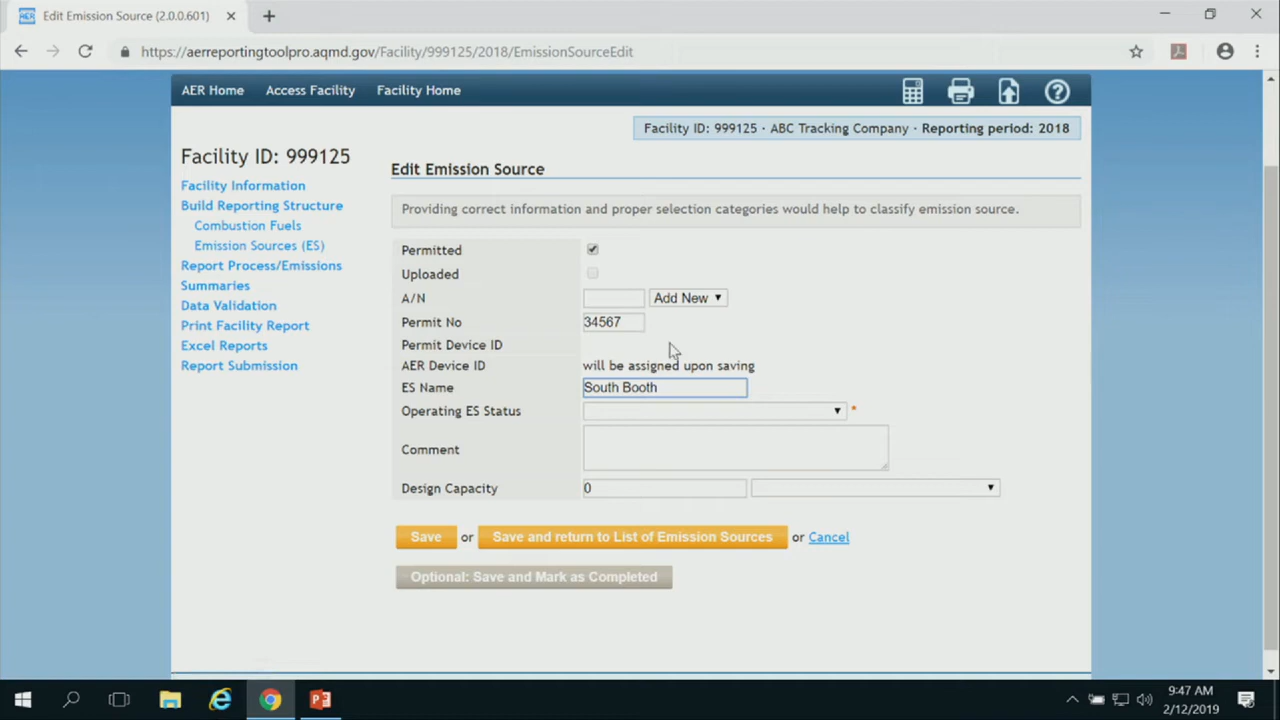 Edit Emission Source (2.0.0.601)
https://aerreportingtoolpro.aqmd.gov/Facility/999125/2018/EmissionSourceEdit
AER Home Access Facility Facility Home
Facility ID: 999125 · ABC Tracking Company · Reporting period: 2018
Facility ID: 999125
Facility Information
Build Reporting Structure
Combustion Fuels
Emission Sources (ES)
Report Process/Emissions
Summaries
Data Validation
Print Facility Report
Excel Reports
Report Submission
Edit Emission Source
Providing correct information and proper selection categories would help to classify emission source.
Permitted
Uploaded
A/N Add New
Permit No 34567
Permit Device ID
AER Device ID will be assigned upon saving
ES Name South Booth
Operating ES Status *
Comment
Design Capacity 0
Save or Save and return to List of Emission Sources or Cancel
Optional: Save and Mark as Completed
9:47 AM
2/12/2019